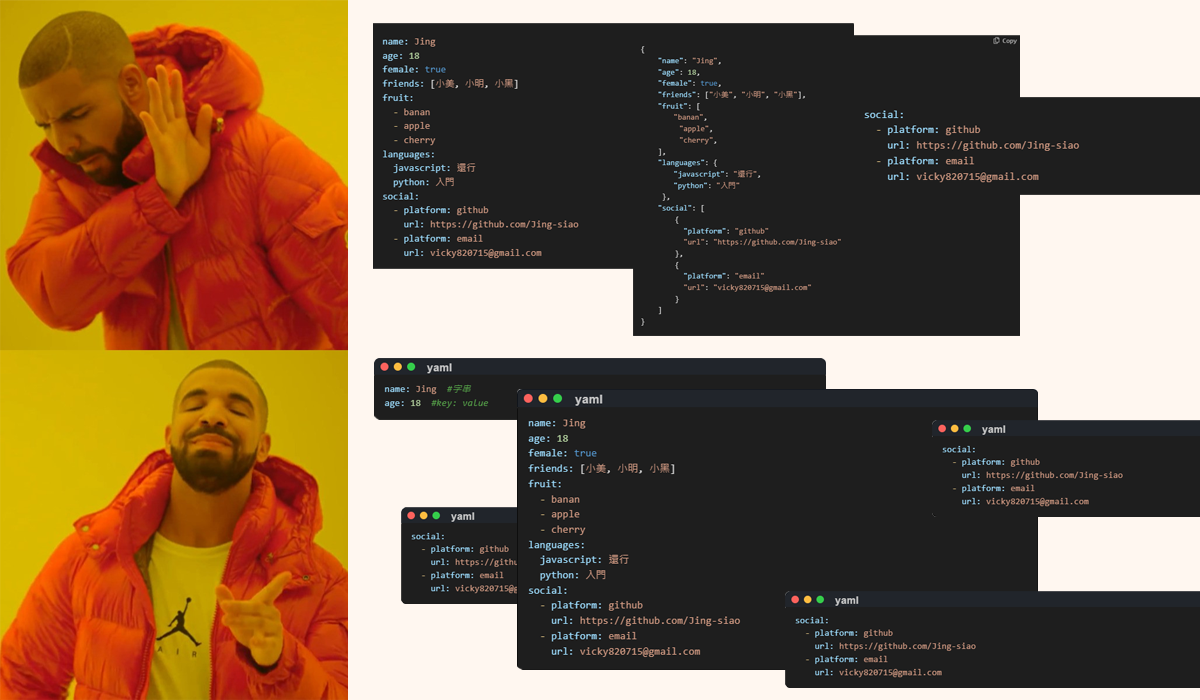 name: Jing
age: 18
female: true
friends: [小美, 小明, 小黑]
fruit:
- banan
- apple
- cherry
languages:
javascript: 還行
python: 入門
social:
- platform: github
url: https://github.com/Jing-siao
- platform: email
url: vicky820715@gmail.com
Copy
{
"name": "Jing",
"age": 18,
"female": true,
"friends": ["小美", "小明", "小黑"],
"fruit": [
"banan",
"apple",
"cherry",
],
"languages": {
"javascript": "還行",
"python": "入門"
},
"social": [
{
"platform": "github"
"url": "https://github.com/Jing-siao"
},
{
"platform": "email"
"url": "vicky820715@gmail.com"
}
]
}
social:
- platform: github
url: https://github.com/Jing-siao
- platform: email
url: vicky820715@gmail.com
yaml
name: Jing #字串
age: 18 #key: value
yaml
social:
- platform: github
url: https://githu
- platform: email
url: vicky820715@g
yaml
name: Jing
age: 18
female: true
friends: [小美, 小明, 小黑]
fruit:
- banan
- apple
- cherry
languages:
javascript: 還行
python: 入門
social:
- platform: github
url: https://github.com/Jing-siao
- platform: email
url: vicky820715@gmail.com
yaml
social:
- platform: github
url: https://github.com/Jing-siao
- platform: email
url: vicky820715@gmail.com
yaml
social:
- platform: github
url: https://github.com/Jing-siao
- platform: email
url: vicky820715@gmail.com
AIR